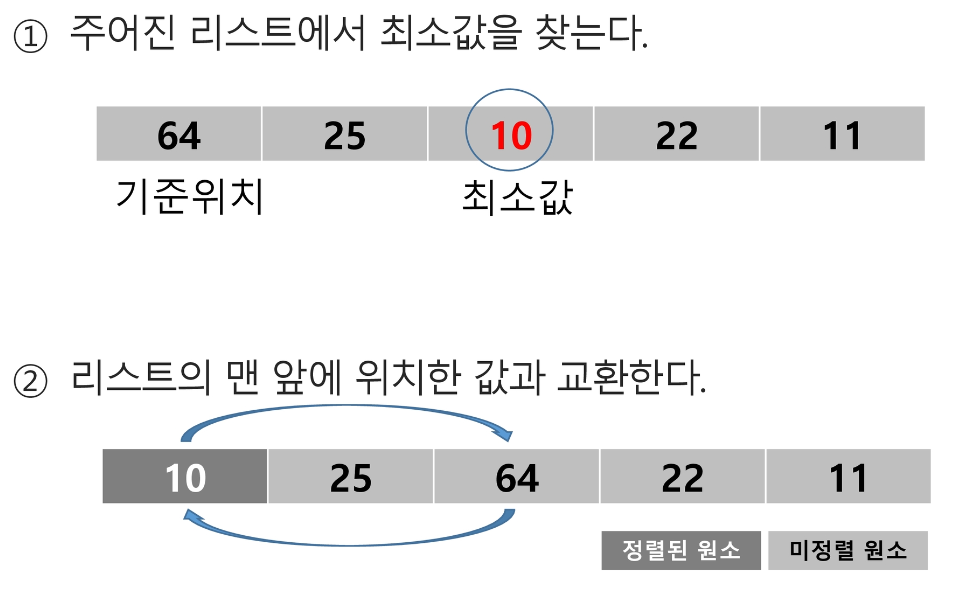 ① 주어진 리스트에서 최소값을 찾는다.
64 25 10 22 11
기준위치 최소값
② 리스트의 맨 앞에 위치한 값과 교환한다.
10 25 64 22 11
정렬된 원소 미정렬 원소